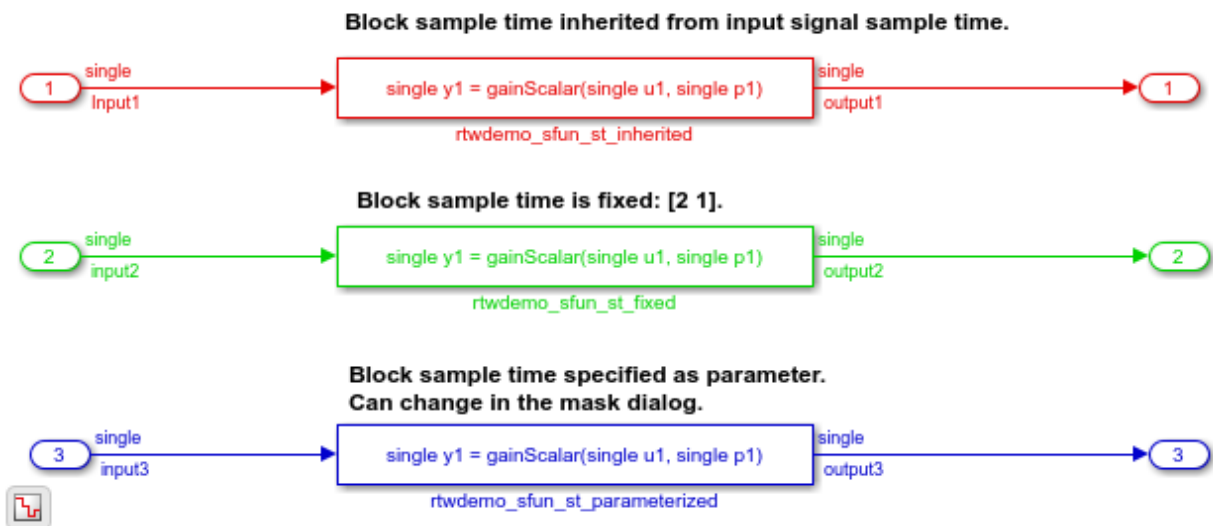 Block sample time inherited from input signal sample time.
1
single
Input1
single y1 = gainScalar(single u1, single p1)
single
output1
1
rtwdemo_sfun_st_inherited
Block sample time is fixed: [2 1].
2
single
input2
single y1 = gainScalar(single u1, single p1)
single
output2
2
rtwdemo_sfun_st_fixed
Block sample time specified as parameter.
Can change in the mask dialog.
3
single
input3
single y1 = gainScalar(single u1, single p1)
single
output3
3
rtwdemo_sfun_st_parameterized